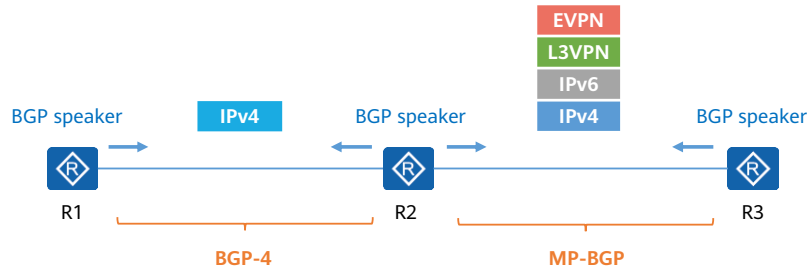 EVPN
L3VPN
IPv6
BGP speaker IPv4 BGP speaker IPv4 BGP speaker
R R R
R1 R2 R3
BGP-4 MP-BGP